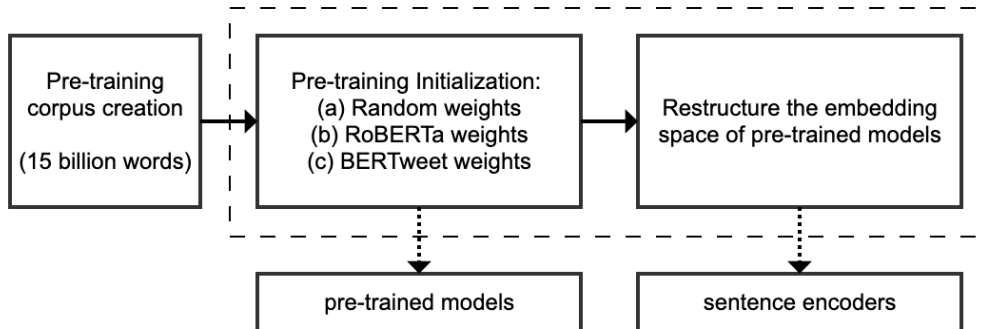 Pre-training
corpus creation
(15 billion words)
Pre-training Initialization:
(a) Random weights
(b) RoBERTa weights
(c) BERTweet weights
Restructure the embedding
space of pre-trained models
pre-trained models
sentence encoders